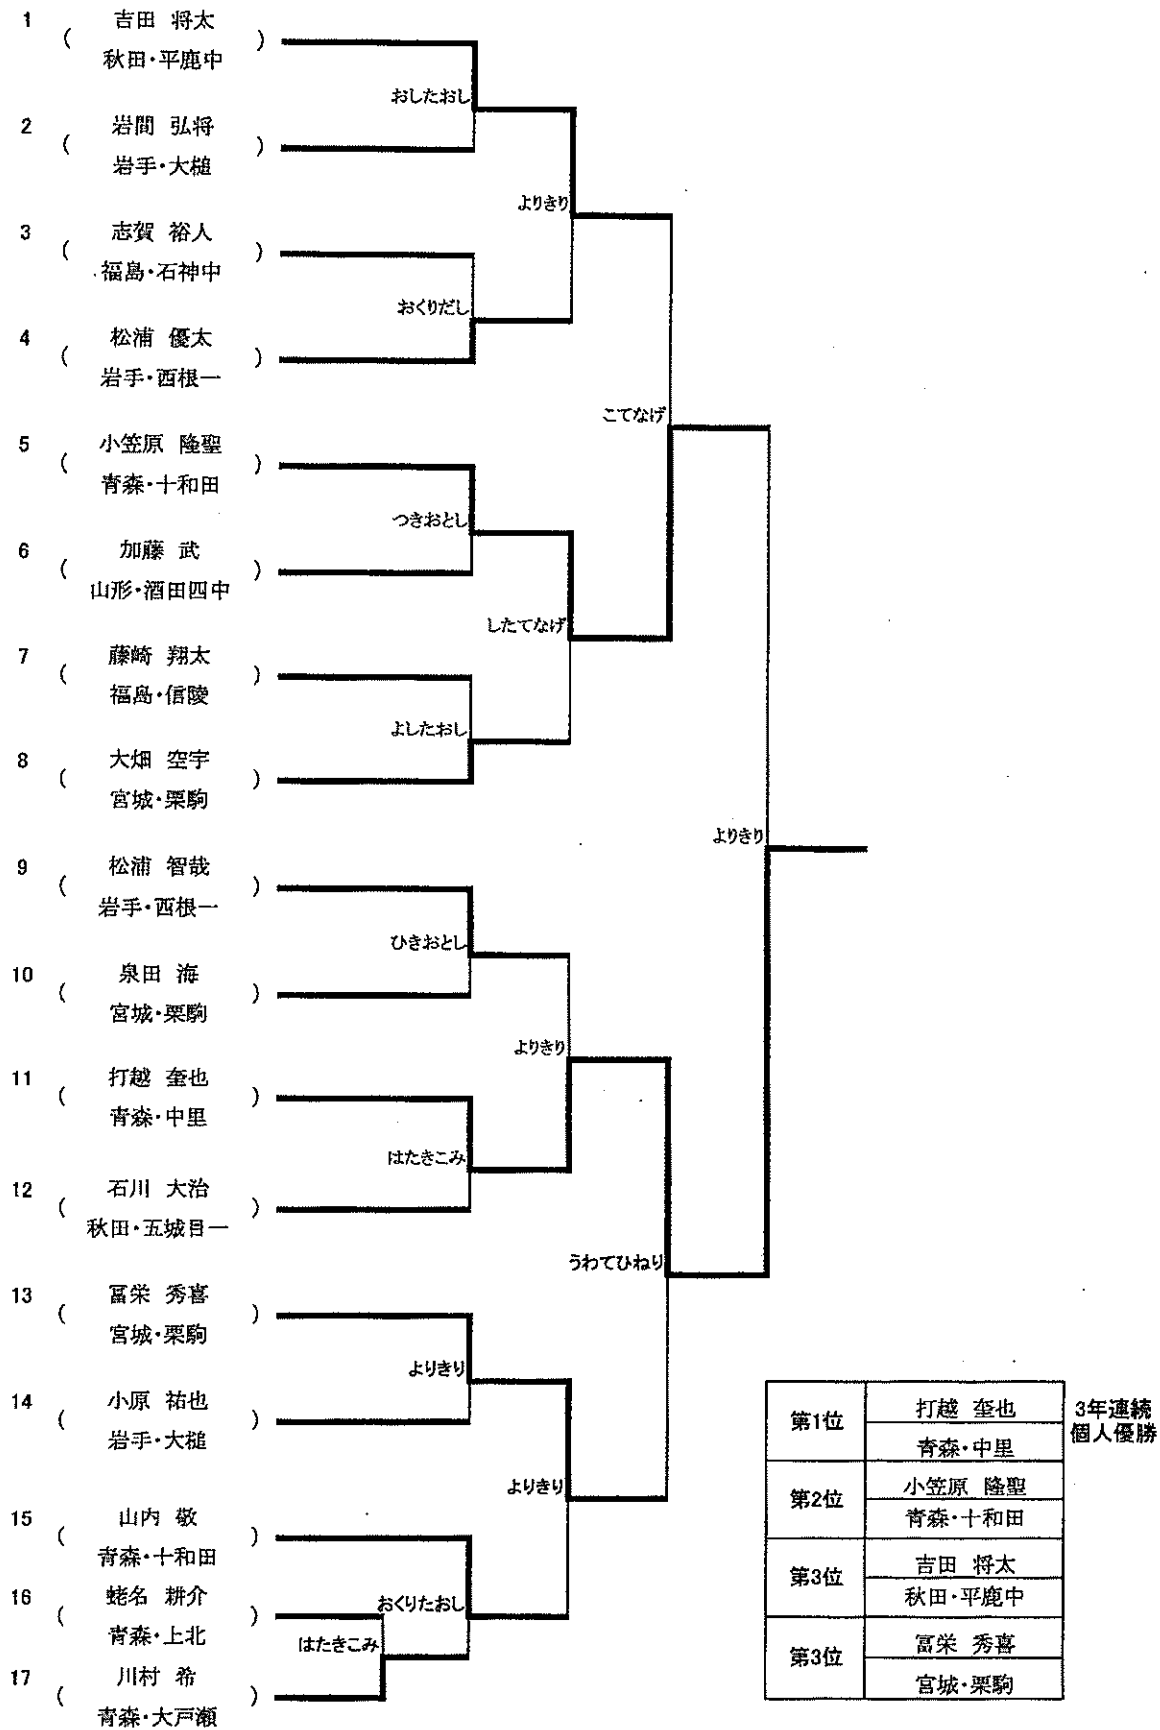 1 吉田 将太
( 秋田・平鹿中 )
おしたおし
2 岩間 弘将
( 岩手・大槌 )
よりきり
3 志賀 裕人
( 福島・石神中 )
おくりだし
4 松浦 優太
( 岩手・西根一 )
こてなげ
5 小笠原 隆聖
( 青森・十和田 )
つきおとし
6 加藤 武
( 山形・酒田四中 )
したてなげ
7 藤崎 翔太
( 福島・信陵 )
よしたおし
8 大畑 空宇
( 宮城・栗駒 )
よりきり
9 松浦 智哉
( 岩手・西根一 )
ひきおとし
10 泉田 海
( 宮城・栗駒 )
よりきり
11 打越 奎也
( 青森・中里 )
はたきこみ
12 石川 大治
( 秋田・五城目一 )
うわてひねり
13 冨栄 秀喜
( 宮城・栗駒 )
よりきり
14 小原 祐也
( 岩手・大槌 )
よりきり
15 山内 敬
( 青森・十和田 )
16 蛯名 耕介
おくりたおし
( 青森・上北 )
はたきこみ
17 川村 希
( 青森・大戸瀬 )
第1位 打越 奎也
青森・中里
3年連続
個人優勝
第2位 小笠原 隆聖
青森・十和田
第3位 吉田 将太
秋田・平鹿中
第3位 冨栄 秀喜
宮城・栗駒